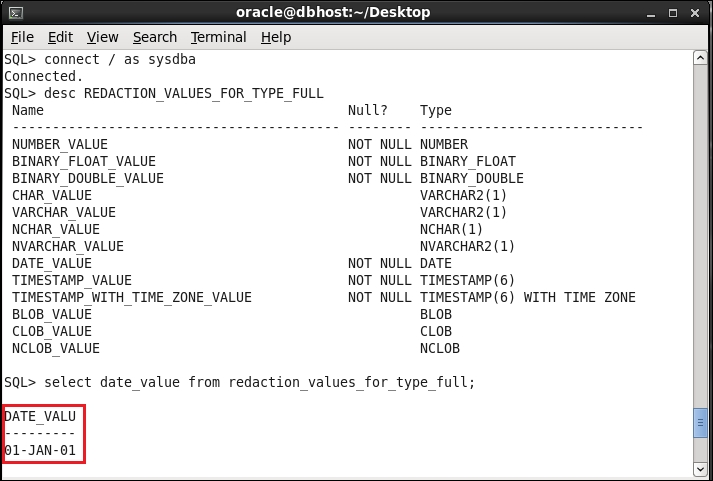 oracle@dbhost:~/Desktop
File Edit View Search Terminal Help
SQL> connect / as sysdba
Connected.
SQL> desc REDACTION_VALUES_FOR_TYPE_FULL
Name Null? Type
----------------------------------------- -------- ----------------------------
NUMBER_VALUE NOT NULL NUMBER
BINARY_FLOAT_VALUE NOT NULL BINARY_FLOAT
BINARY_DOUBLE_VALUE NOT NULL BINARY_DOUBLE
CHAR_VALUE VARCHAR2(1)
VARCHAR_VALUE VARCHAR2(1)
NCHAR_VALUE NCHAR(1)
NVARCHAR_VALUE NVARCHAR2(1)
DATE_VALUE NOT NULL DATE
TIMESTAMP_VALUE NOT NULL TIMESTAMP(6)
TIMESTAMP_WITH_TIME_ZONE_VALUE NOT NULL TIMESTAMP(6) WITH TIME ZONE
BLOB_VALUE BLOB
CLOB_VALUE CLOB
NCLOB_VALUE NCLOB
SQL> select date_value from redaction_values_for_type_full;
DATE_VALU
---------
01-JAN-01